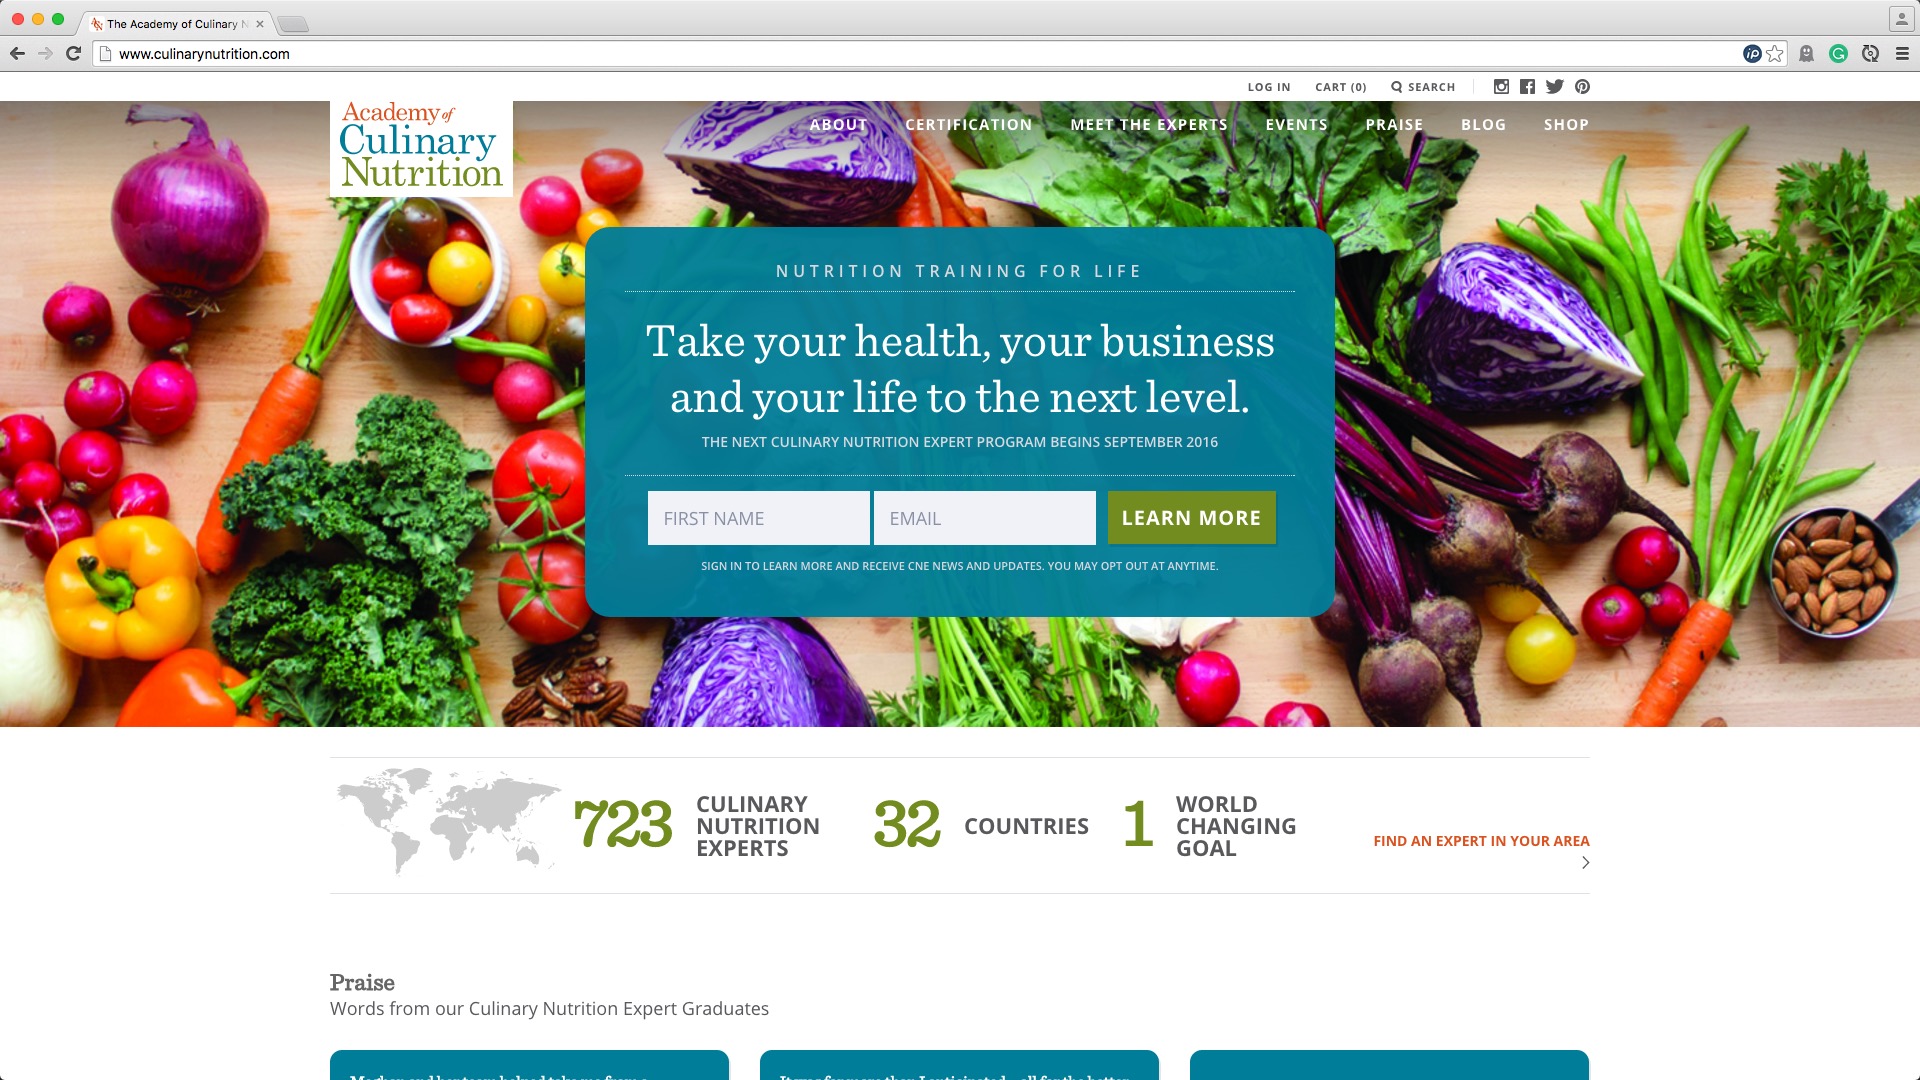 The Academy of Culinary N
www.culinarynutrition.com
LOG IN CART (0) SEARCH
Academy of
Culinary
Nutrition
ABOUT CERTIFICATION MEET THE EXPERTS EVENTS PRAISE BLOG SHOP
NUTRITION TRAINING FOR LIFE
Take your health, your business
and your life to the next level.
THE NEXT CULINARY NUTRITION EXPERT PROGRAM BEGINS SEPTEMBER 2016
FIRST NAME EMAIL LEARN MORE
SIGN IN TO LEARN MORE AND RECEIVE CNE NEWS AND UPDATES. YOU MAY OPT OUT AT ANYTIME.
723 CULINARY
NUTRITION
EXPERTS
32 COUNTRIES
1 WORLD
CHANGING
GOAL
FIND AN EXPERT IN YOUR AREA
Praise
Words from our Culinary Nutrition Expert Graduates